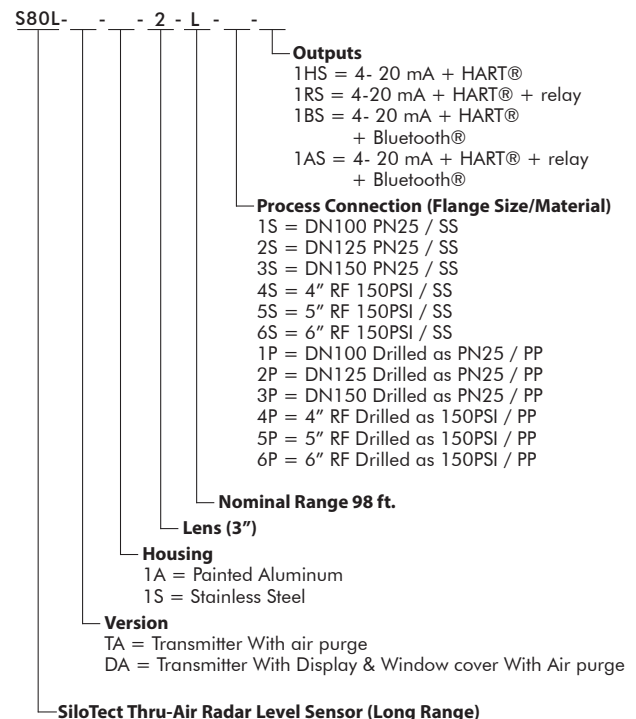 S80L- - - 2 - L - -
Outputs
1HS = 4- 20 mA + HART®
1RS = 4-20 mA + HART® + relay
1BS = 4- 20 mA + HART®
+ Bluetooth®
1AS = 4- 20 mA + HART® + relay
+ Bluetooth®
Process Connection (Flange Size/Material)
1S = DN100 PN25 / SS
2S = DN125 PN25 / SS
3S = DN150 PN25 / SS
4S = 4” RF 150PSI / SS
5S = 5” RF 150PSI / SS
6S = 6” RF 150PSI / SS
1P = DN100 Drilled as PN25 / PP
2P = DN125 Drilled as PN25 / PP
3P = DN150 Drilled as PN25 / PP
4P = 4” RF Drilled as 150PSI / PP
5P = 5” RF Drilled as 150PSI / PP
6P = 6” RF Drilled as 150PSI / PP
Nominal Range 98 ft.
Lens (3”)
Housing
1A = Painted Aluminum
1S = Stainless Steel
Version
TA = Transmitter With air purge
DA = Transmitter With Display & Window cover With Air purge
SiloTect Thru-Air Radar Level Sensor (Long Range)